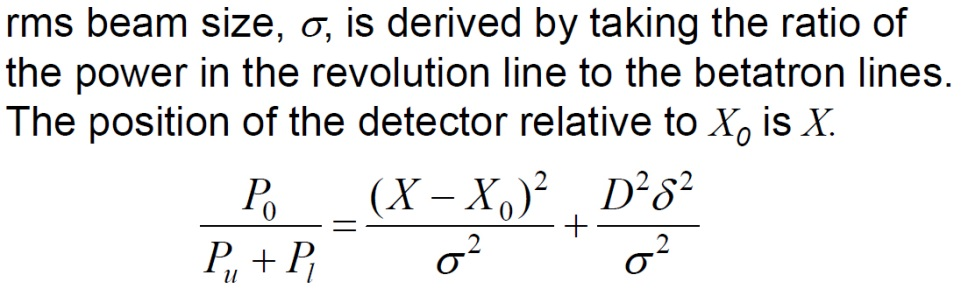 rms beam size, σ, is derived by taking the ratio of
the power in the revolution line to the betatron lines.
The position of the detector relative to X₀ is X.
P₀/(Pᵤ + Pₗ) = (X − X₀)²/σ² + D²δ²/σ²